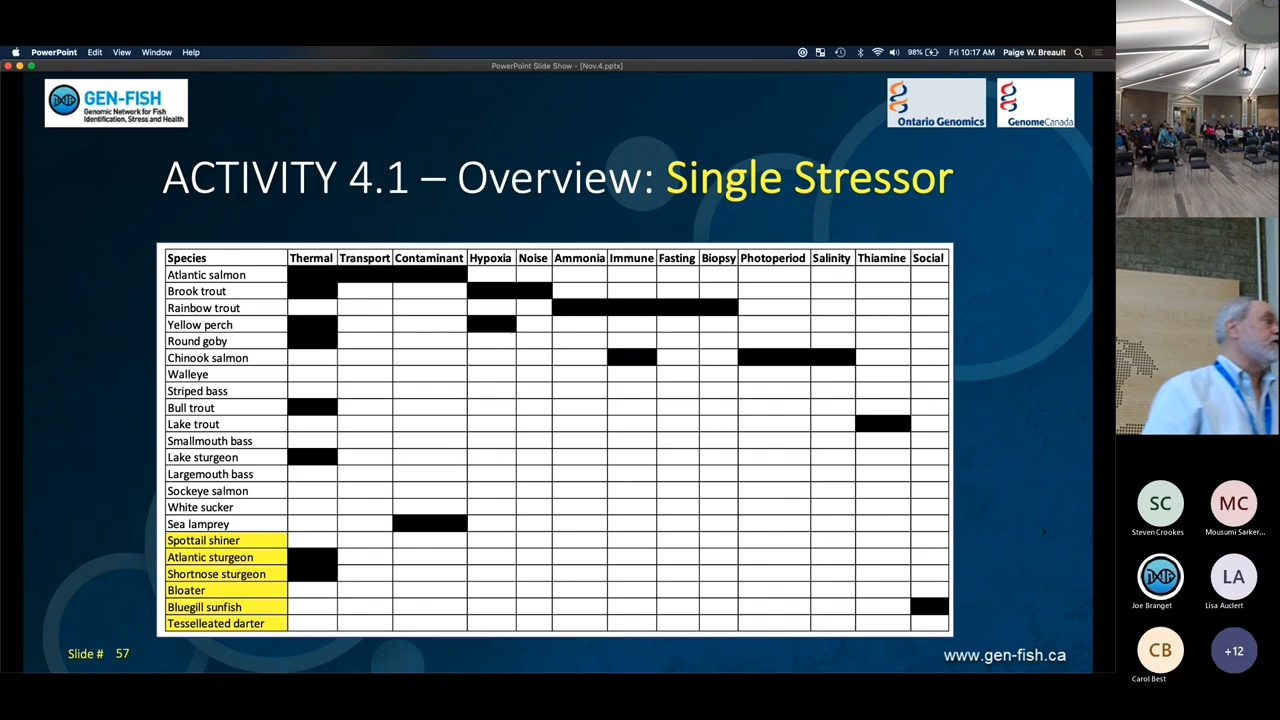 PowerPoint Edit View Window Help 98% Fri 10:17 AM Paige W. Breault
PowerPoint Slide Show - [Nov.4.pptx]
GEN-FISH
Genomic Network for Fish
Identification, Stress and Health
Ontario Genomics
GenomeCanada
ACTIVITY 4.1 – Overview: Single Stressor
Species Thermal Transport Contaminant Hypoxia Noise Ammonia Immune Fasting Biopsy Photoperiod Salinity Thiamine Social
Atlantic salmon
Brook trout
Rainbow trout
Yellow perch
Round goby
Chinook salmon
Walleye
Striped bass
Bull trout
Lake trout
Smallmouth bass
Lake sturgeon
Largemouth bass
Sockeye salmon
White sucker
Sea lamprey
Spottail shiner
Atlantic sturgeon
Shortnose sturgeon
Bloater
Bluegill sunfish
Tesselleated darter
Slide # 57
www.gen-fish.ca
SC
Steven Crookes
MC
Mousumi Sarker...
Joe Branget
LA
Lisa Auclert
CB
Carol Best
+12